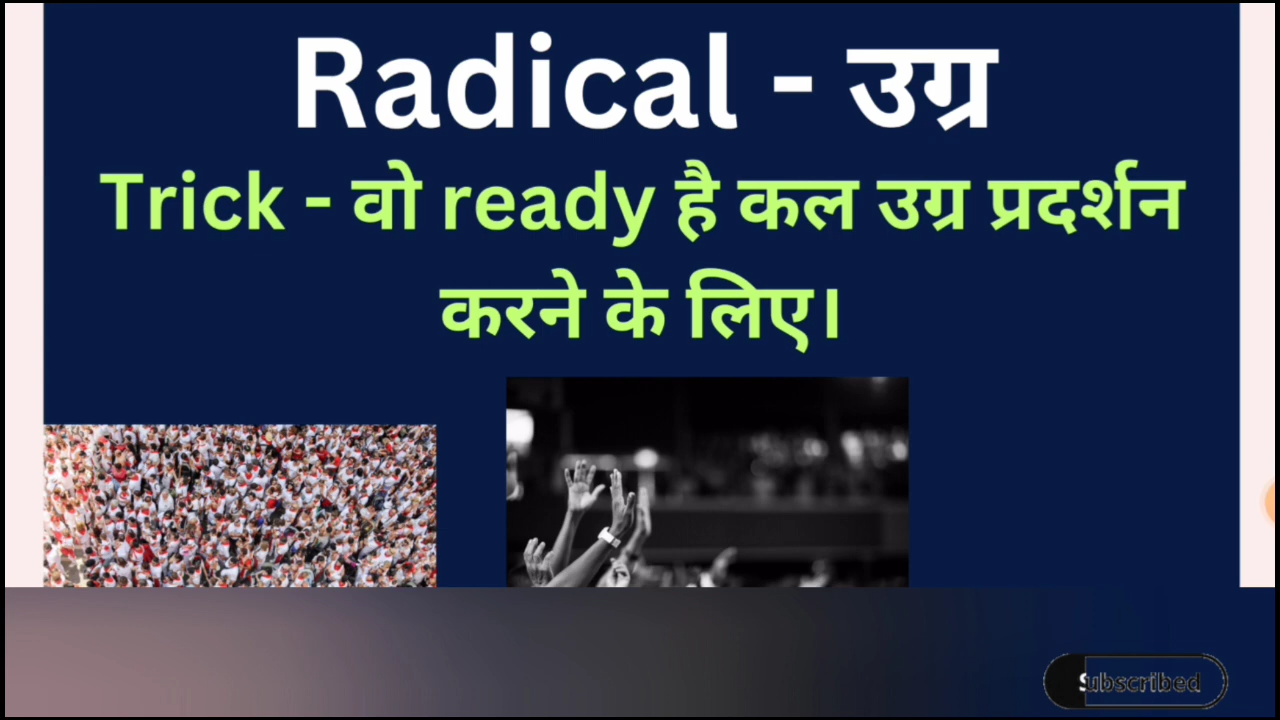 Radical - उग्र
Trick - वो ready है कल उग्र प्रदर्शन
करने के लिए।
Subscribed